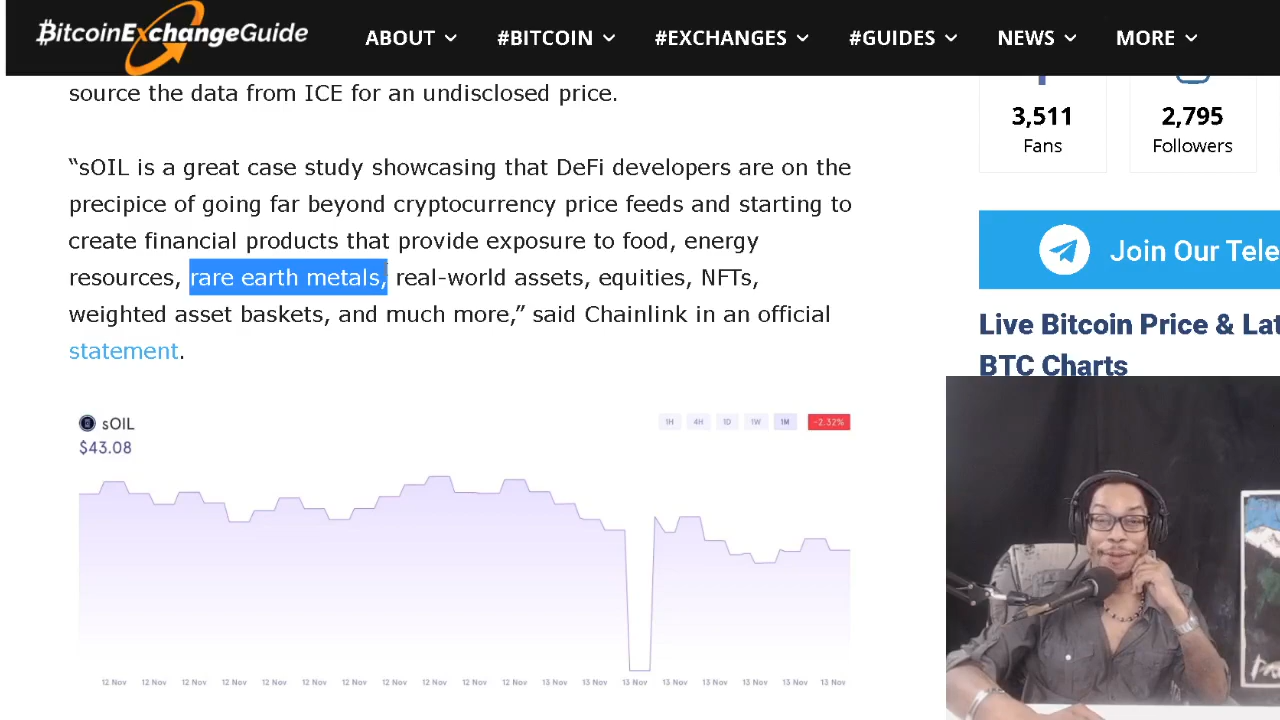 BitcoinExchangeGuide
ABOUT #BITCOIN #EXCHANGES #GUIDES NEWS MORE
source the data from ICE for an undisclosed price.
“sOIL is a great case study showcasing that DeFi developers are on the
precipice of going far beyond cryptocurrency price feeds and starting to
create financial products that provide exposure to food, energy
resources, rare earth metals, real-world assets, equities, NFTs,
weighted asset baskets, and much more,” said Chainlink in an official
statement.
sOIL
$43.08
1H 4H 1D 1W 1M -2.32%
12 Nov 12 Nov 12 Nov 12 Nov 12 Nov 12 Nov 12 Nov 12 Nov 12 Nov 12 Nov 12 Nov 13 Nov 13 Nov 13 Nov 13 Nov 13 Nov 13 Nov 13 Nov 13 Nov
3,511 2,795
Fans Followers
Join Our Tele
Live Bitcoin Price & Lat
BTC Charts